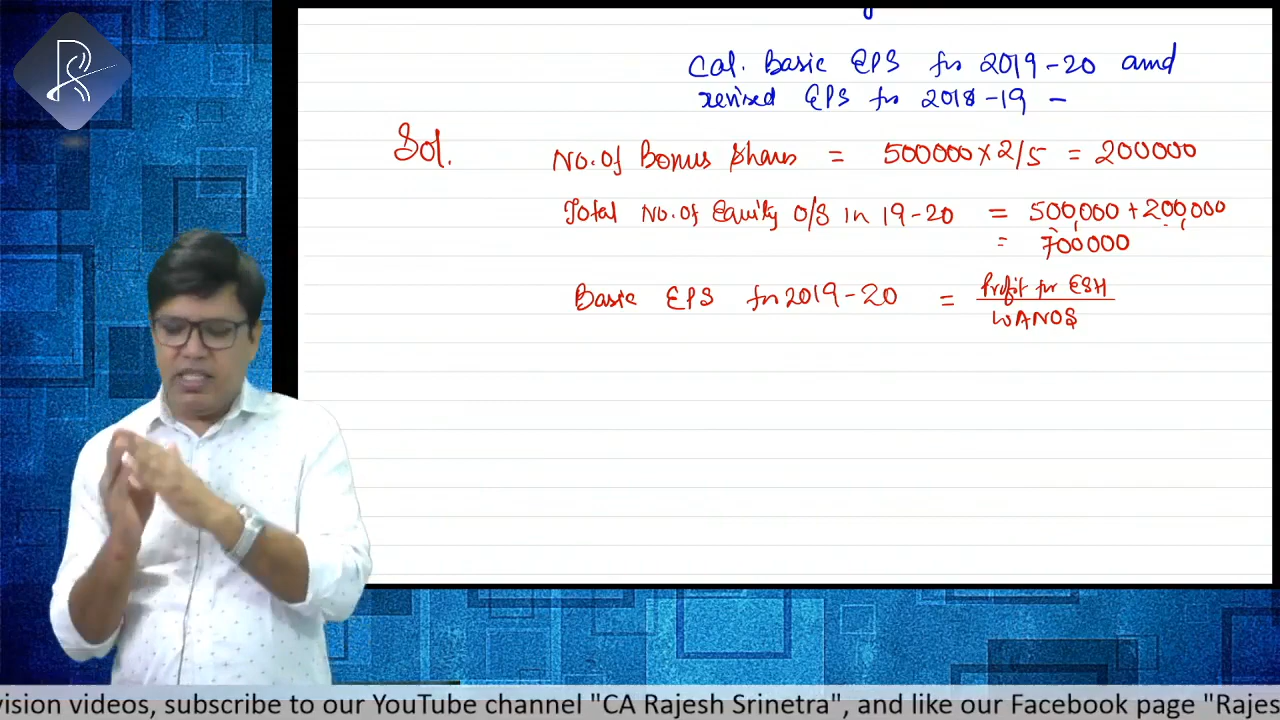 Cal. Basic EPS for 2019-20 and
revised EPS for 2018-19 -
Sol.
No. of Bonus Shares = 500000 × 2/5 = 200000
Total No. of Equity O/S in 19-20 = 500,000 + 200,000
= 700000
Basic EPS for 2019-20 = Profit for ESH
WANOS
vision videos, subscribe to our YouTube channel "CA Rajesh Srinetra", and like our Facebook page "Rajes